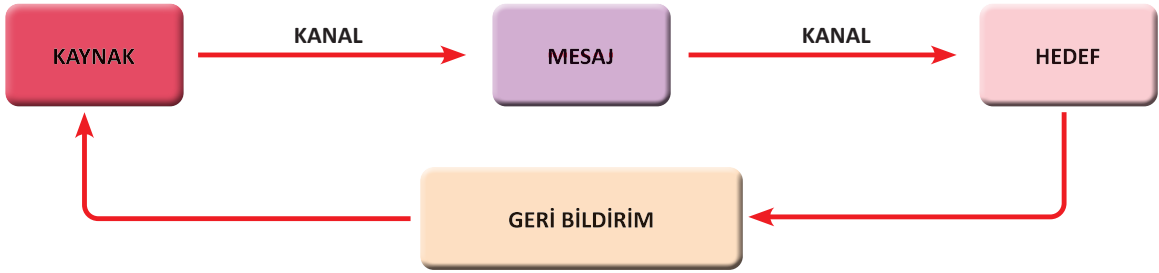 KAYNAK
KANAL
MESAJ
KANAL
HEDEF
GERİ BİLDİRİM